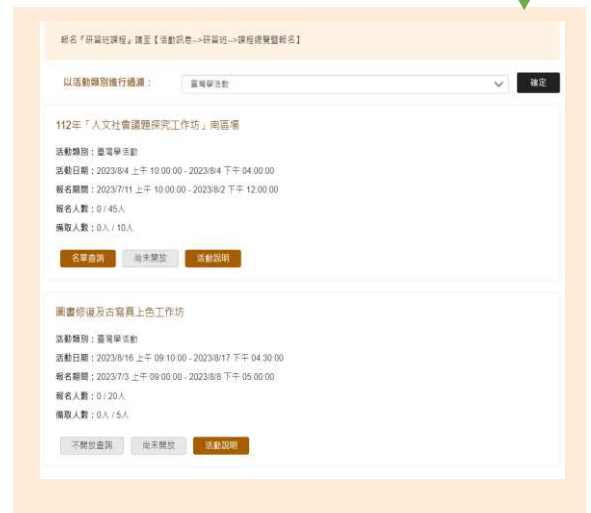 報名『研習班課程』請至【活動訊息-->研習班-->課程總覽暨報名】
以活動類別進行過濾：
臺灣學活動
確定
112年「人文社會議題探究工作坊」南區場
活動類別：臺灣學活動
活動日期：2023/8/4 上午 10:00:00 - 2023/8/4 下午 04:00:00
報名期間：2023/7/11 上午 10:00:00 - 2023/8/2 下午 12:00:00
報名人數：0 / 45人
備取人數：0人 / 10人
名單查詢
尚未開放
活動說明
圖書修復及古寫真上色工作坊
活動類別：臺灣學活動
活動日期：2023/8/16 上午 09:10:00 - 2023/8/17 下午 04:30:00
報名期間：2023/7/3 上午 09:00:00 - 2023/8/8 下午 05:00:00
報名人數：0 / 20人
備取人數：0人 / 5人
不開放查詢
尚未開放
活動說明